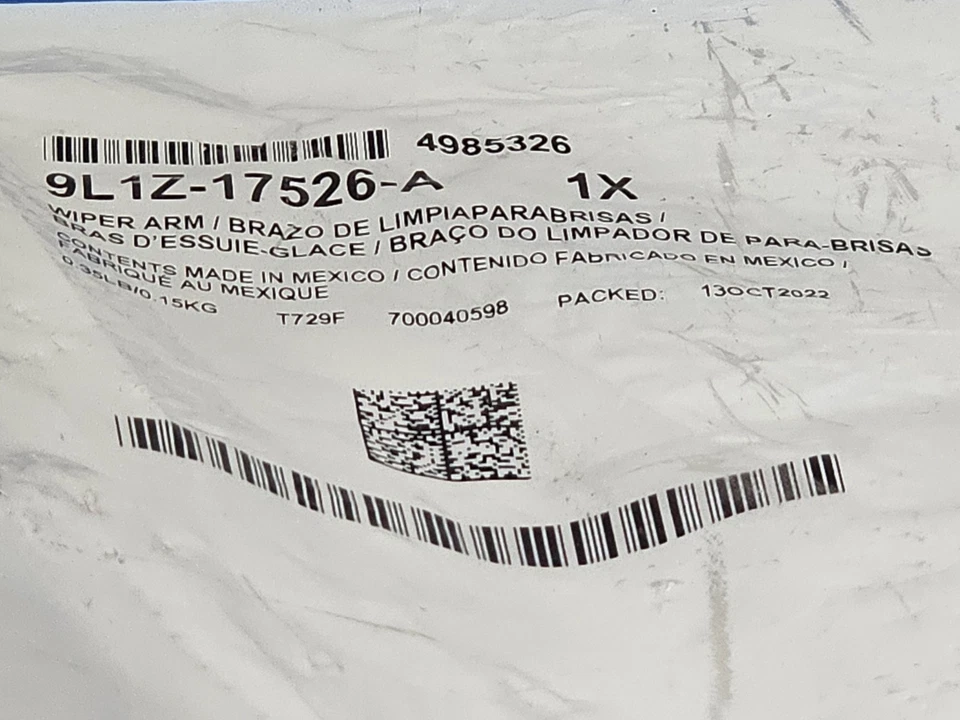 4985326
9L1Z-17526-A 1X
WIPER ARM / BRAZO DE LIMPIAPARABRISAS /
BRAS D'ESSUIE-GLACE / BRAÇO DO LIMPADOR DE PARA-BRISAS
CONTENTS MADE IN MEXICO / CONTENIDO FABRICADO EN MEXICO /
FABRIQUE AU MEXIQUE
0.35LB/0.15KG T729F 700040598 PACKED: 13OCT2022